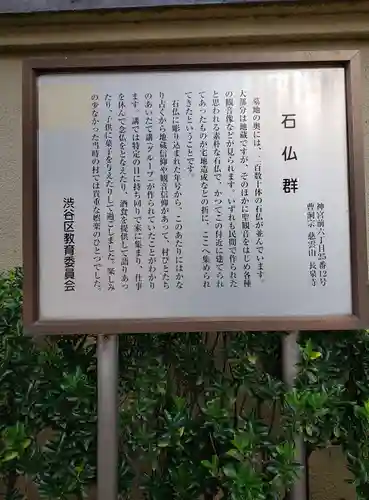 石仏群
神宮前六丁目25番12号
曹洞宗 慈雲山 長泉寺
墓地の奥には、一百数十体の石仏が並んでいます。
大部分は地蔵ですが、そのほかに聖観音をはじめ各種
の観音像などが見られます。いずれも民間で作られた
と思われる素朴な石仏で、かつてこの付近に建てられ
てあったものが宅地造成などの折に、ここへ集められ
てきたということです。
石仏に彫り込まれた年号から、このあたりにはかな
り古くから地蔵信仰や観音信仰があって、村びとたち
のあいだで講（グループ）が作られていたことがわかり
ます。講では特定の日に持ち回りで家に集まり、仕事
を休んで念仏をとなえたり、酒食を提供して語りあっ
たり、子供に菓子を与えたりして過ごしました。楽しみ
の少なかった当時の村では貴重な娯楽のひとつでした。
渋谷区教育委員会